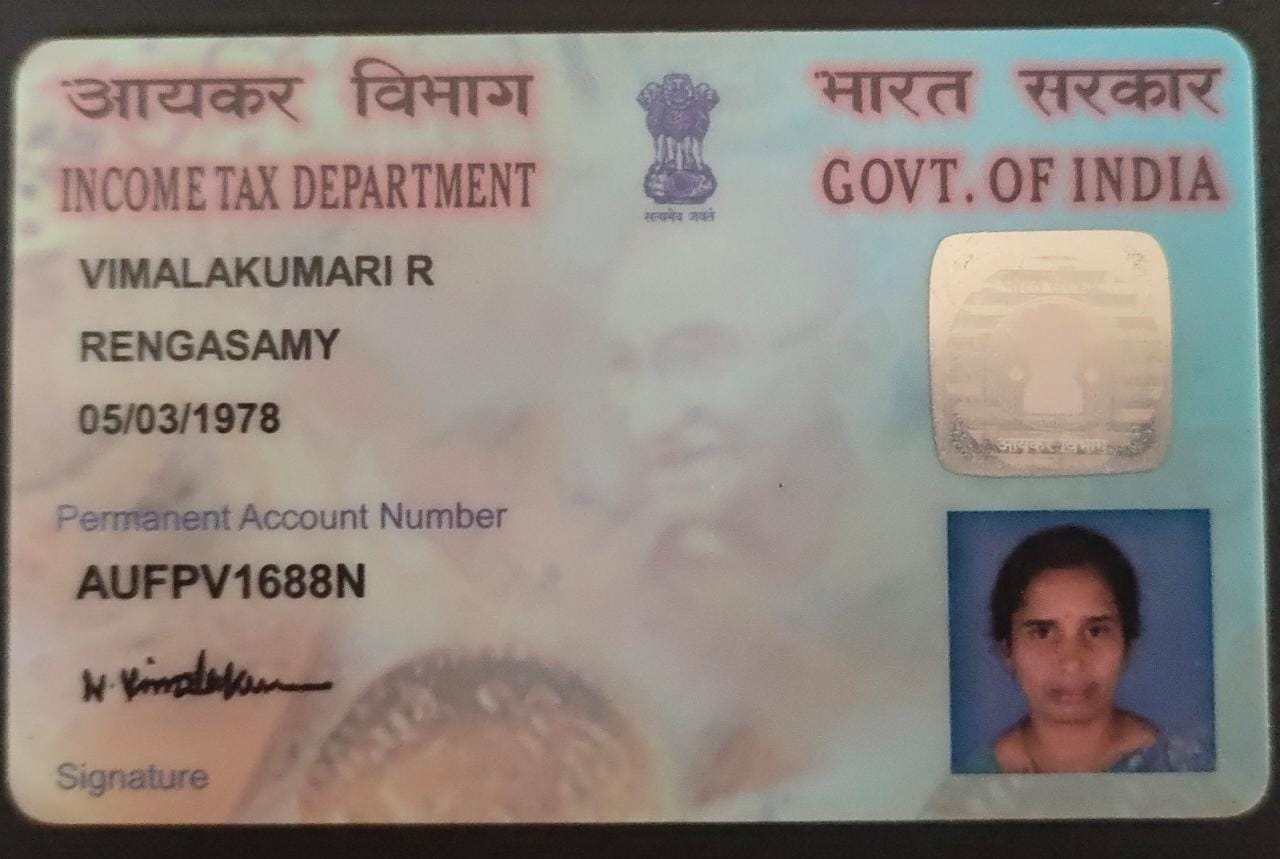 आयकर विभाग
भारत सरकार
INCOME TAX DEPARTMENT
GOVT. OF INDIA
सत्यमेव जयते
VIMALAKUMARI R
RENGASAMY
05/03/1978
आयकर विभाग
Permanent Account Number
AUFPV1688N
Signature